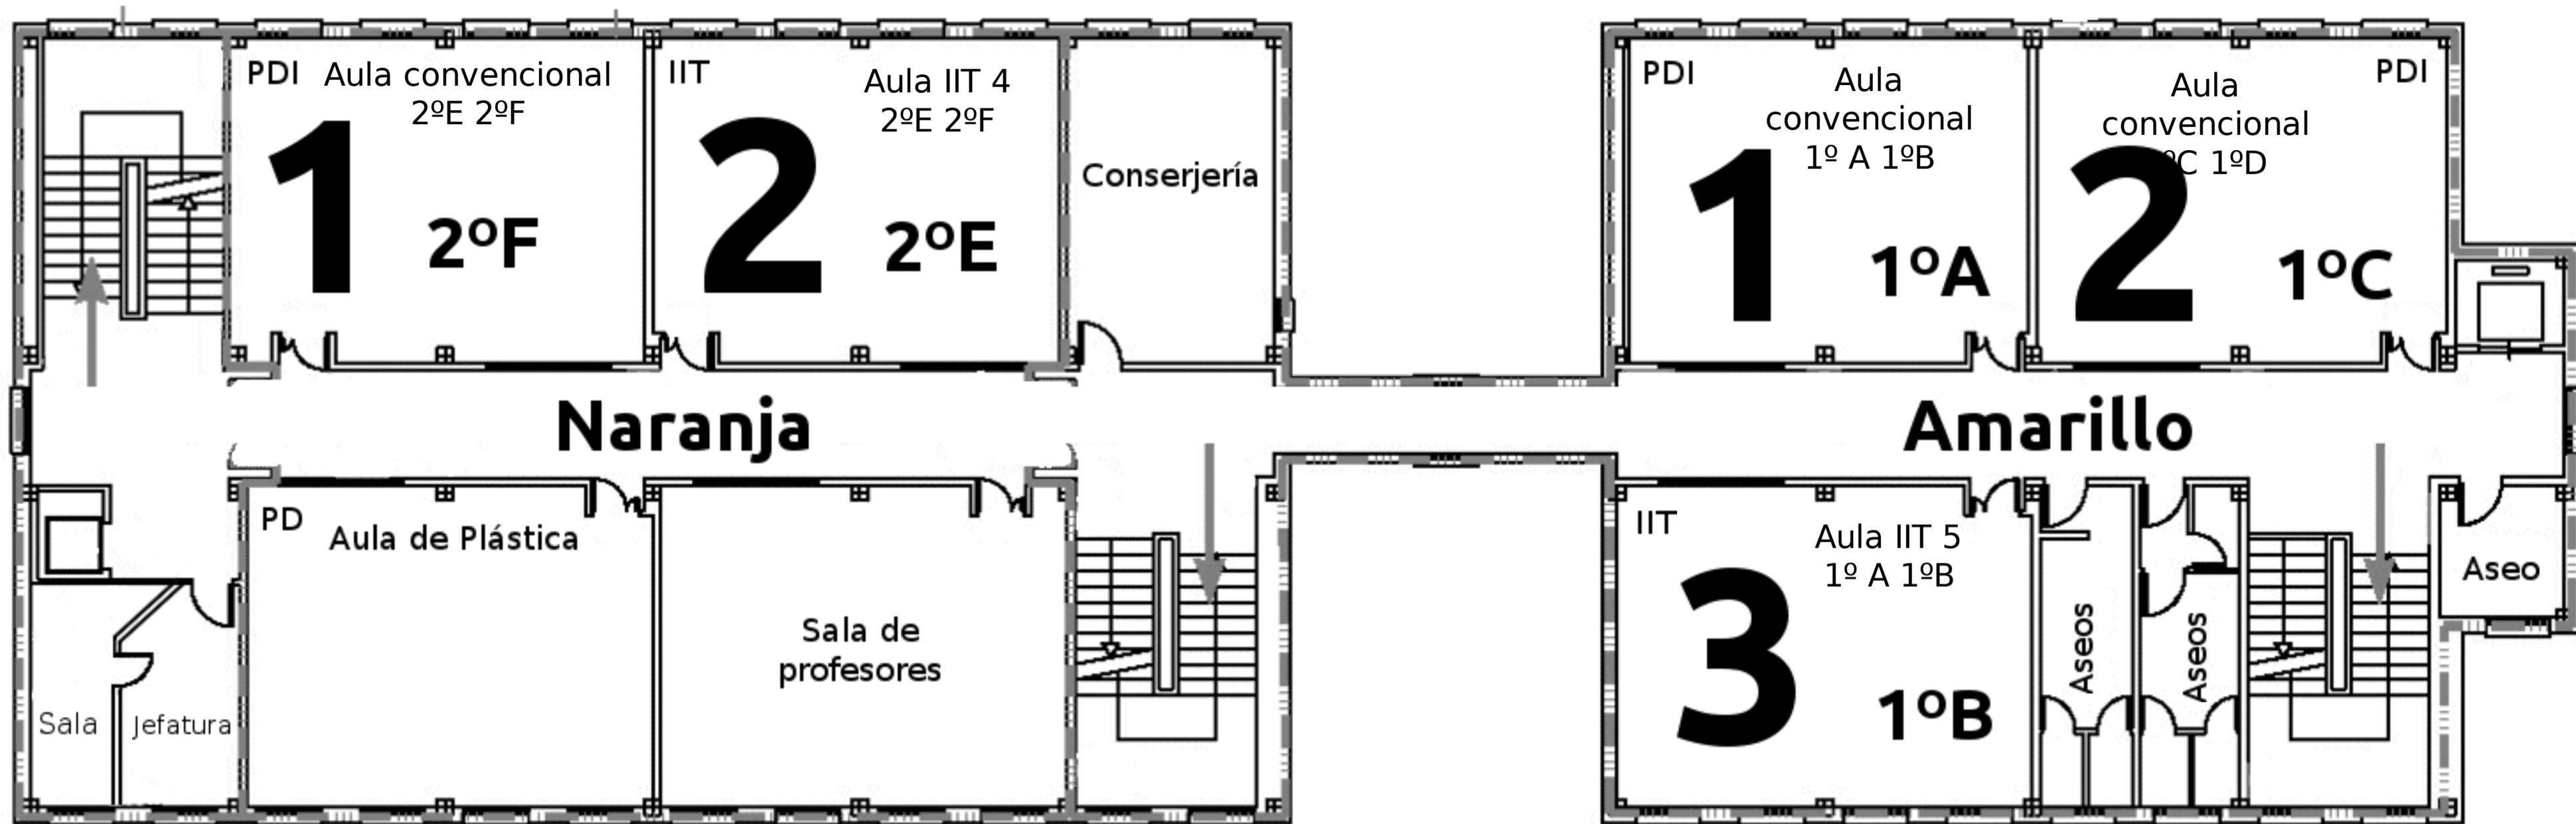 PDI
Aula convencional
2ºE 2ºF
1
2ºF
IIT
Aula IIT 4
2ºE 2ºF
2
2ºE
Conserjería
PDI
Aula
convencional
1º A 1ºB
1
1ºA
PDI
Aula
convencional
ºC 1ºD
2
1ºC
Naranja
Amarillo
PD
Aula de Plástica
Sala de
profesores
Sala
Jefatura
IIT
Aula IIT 5
1º A 1ºB
3
1ºB
Aseos
Aseos
Aseo